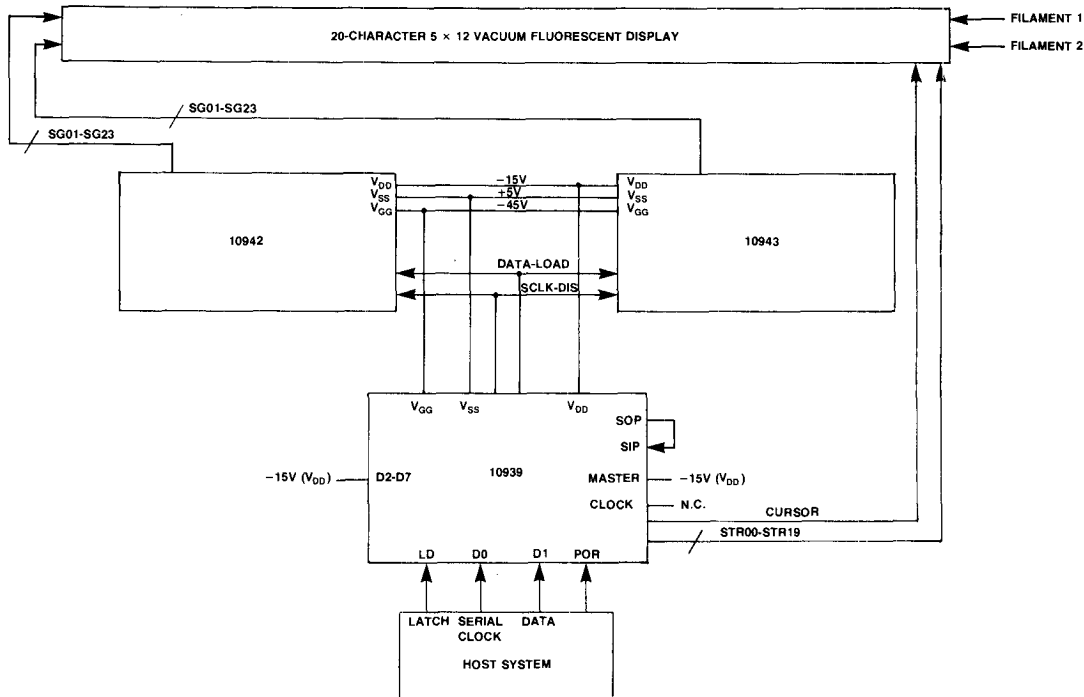 FILAMENT 1
20-CHARACTER 5 × 12 VACUUM FLUORESCENT DISPLAY
FILAMENT 2
SG01-SG23
SG01-SG23
V_DD
−15V
V_DD
V_SS
+5V
V_SS
V_GG
−45V
V_GG
10942
10943
DATA-LOAD
SCLK-DIS
V_GG
V_SS
V_DD
SOP
SIP
10939
−15V (V_DD)
D2-D7
MASTER
−15V (V_DD)
CLOCK
N.C.
CURSOR
STR00-STR19
LD
D0
D1
POR
LATCH
SERIAL
CLOCK
DATA
HOST SYSTEM